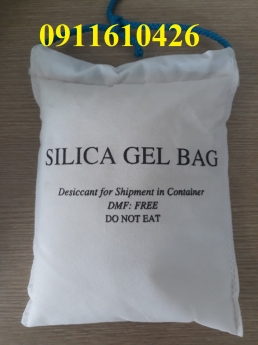 0911610426
SILICA GEL BAG
Desiccant for Shipment in Container
DMF: FREE
DO NOT EAT